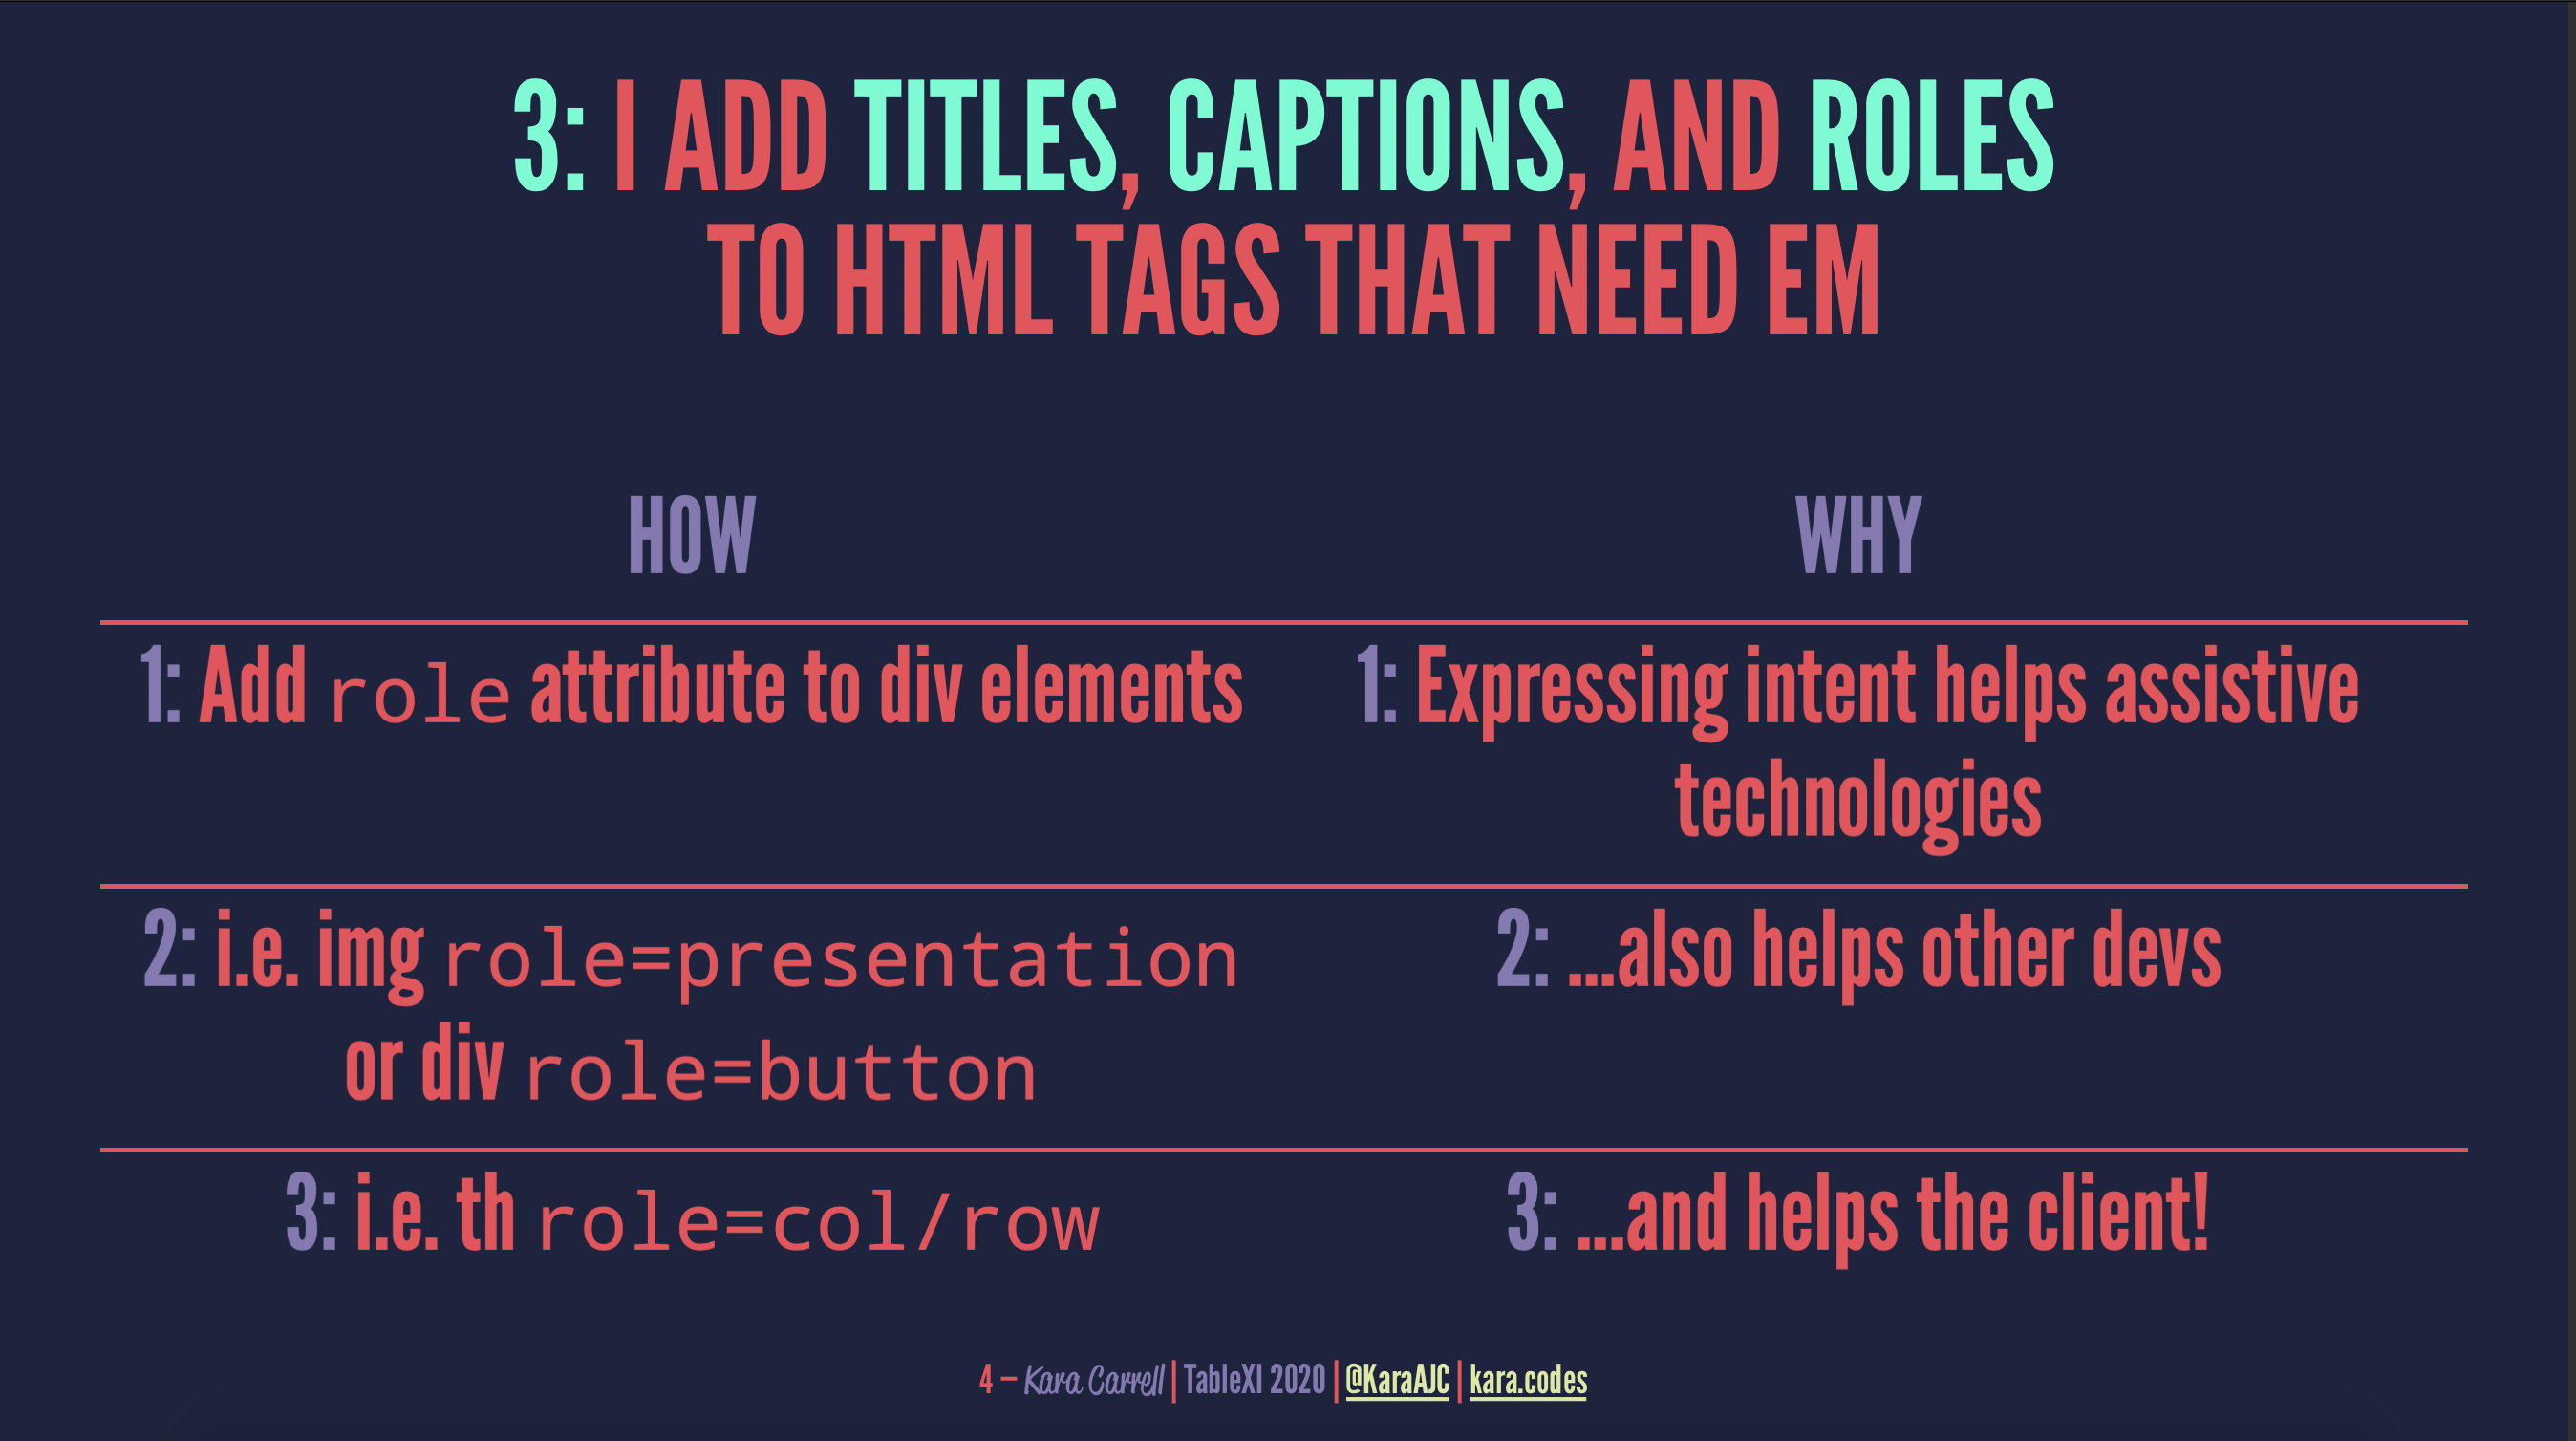 3: I ADD TITLES, CAPTIONS, AND ROLES
TO HTML TAGS THAT NEED EM
HOW
WHY
1: Add role attribute to div elements
1: Expressing intent helps assistive
technologies
2: i.e. img role=presentation
or div role=button
2: ...also helps other devs
3: i.e. th role=col/row
3: ...and helps the client!
4 — Kara Carrell | TableXI 2020 | @KaraAJC | kara.codes